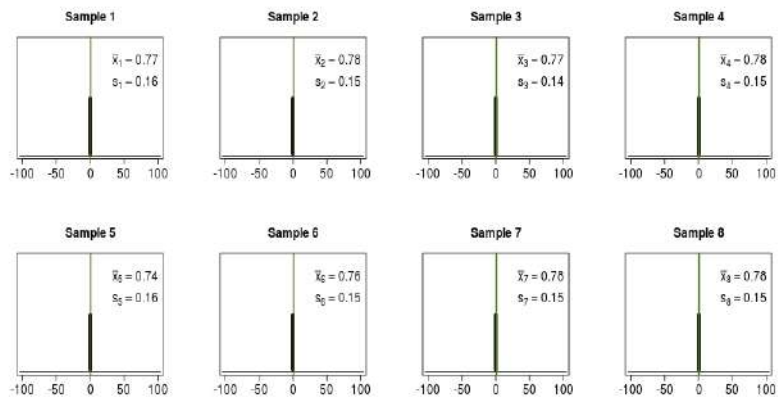 Sample 1
Sample 2
Sample 3
Sample 4
x̄₁ = 0.77
s₁ = 0.16
x̄₂ = 0.78
s₂ = 0.15
x̄₃ = 0.77
s₃ = 0.14
x̄₄ = 0.78
s₄ = 0.15
-100 -50 0 50 100
-100 -50 0 50 100
-100 -50 0 50 100
-100 -50 0 50 100
Sample 5
Sample 6
Sample 7
Sample 8
x̄₅ = 0.74
s₅ = 0.16
x̄₆ = 0.76
s₆ = 0.15
x̄₇ = 0.78
s₇ = 0.15
x̄₈ = 0.78
s₈ = 0.15
-100 -50 0 50 100
-100 -50 0 50 100
-100 -50 0 50 100
-100 -50 0 50 100